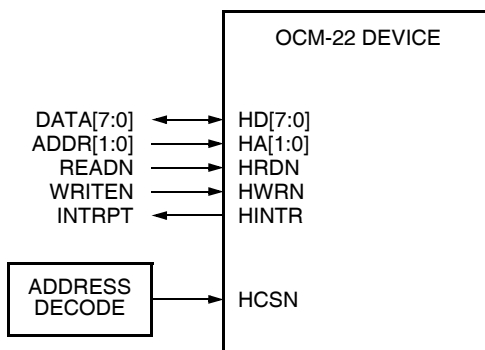 OCM-22 DEVICE
DATA[7:0] HD[7:0]
ADDR[1:0] HA[1:0]
READN HRDN
WRITEN HWRN
INTRPT HINTR
ADDRESS
DECODE
HCSN